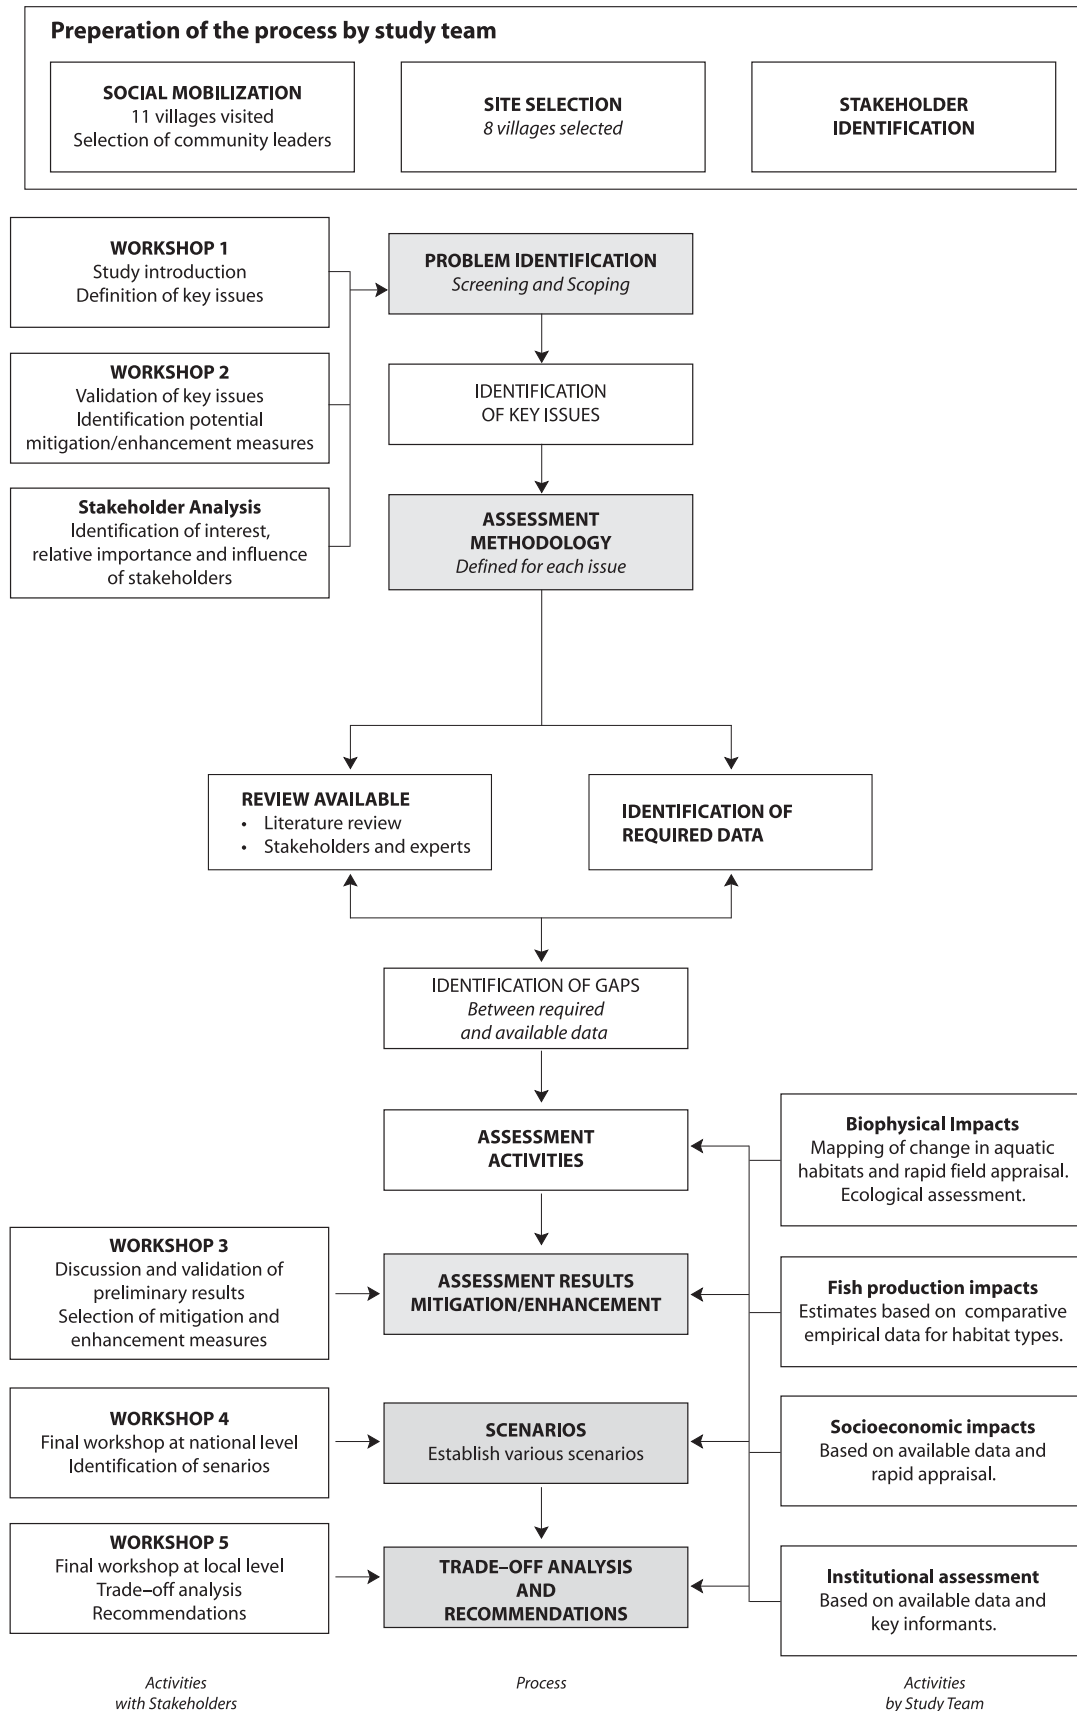 Preperation of the process by study team
SOCIAL MOBILIZATION
11 villages visited
Selection of community leaders
SITE SELECTION
8 villages selected
STAKEHOLDER
IDENTIFICATION
WORKSHOP 1
Study introduction
Definition of key issues
PROBLEM IDENTIFICATION
Screening and Scoping
WORKSHOP 2
Validation of key issues
Identification potential
mitigation/enhancement measures
IDENTIFICATION
OF KEY ISSUES
Stakeholder Analysis
Identification of interest,
relative importance and influence
of stakeholders
ASSESSMENT
METHODOLOGY
Defined for each issue
REVIEW AVAILABLE
• Literature review
• Stakeholders and experts
IDENTIFICATION OF
REQUIRED DATA
IDENTIFICATION OF GAPS
Between required
and available data
ASSESSMENT
ACTIVITIES
Biophysical Impacts
Mapping of change in aquatic
habitats and rapid field appraisal.
Ecological assessment.
WORKSHOP 3
Discussion and validation of
preliminary results
Selection of mitigation and
enhancement measures
ASSESSMENT RESULTS
MITIGATION/ENHANCEMENT
Fish production impacts
Estimates based on comparative
empirical data for habitat types.
WORKSHOP 4
Final workshop at national level
Identification of senarios
SCENARIOS
Establish various scenarios
Socioeconomic impacts
Based on available data and
rapid appraisal.
WORKSHOP 5
Final workshop at local level
Trade–off analysis
Recommendations
TRADE–OFF ANALYSIS
AND
RECOMMENDATIONS
Institutional assessment
Based on available data and
key informants.
Activities
with Stakeholders
Process
Activities
by Study Team